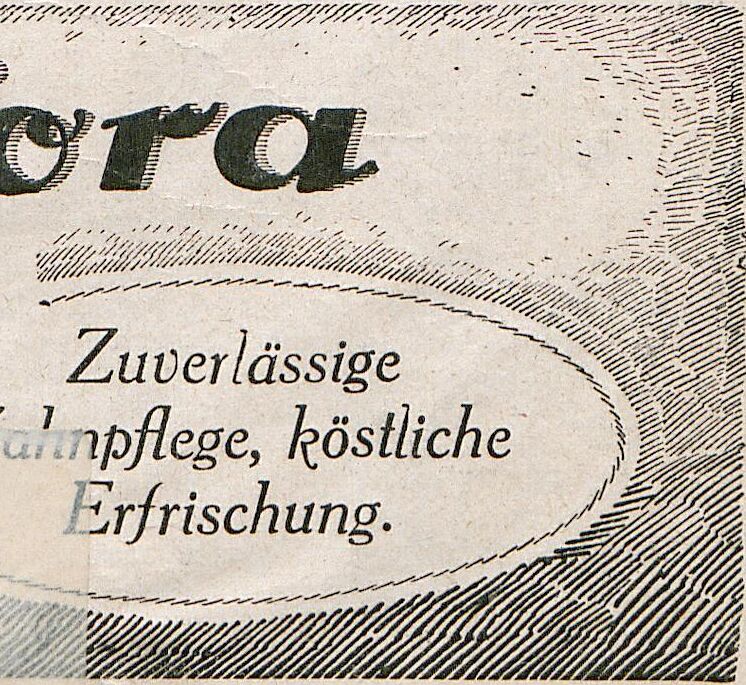 ora
Zuverlässige
ahnpflege, köstliche
Erfrischung.